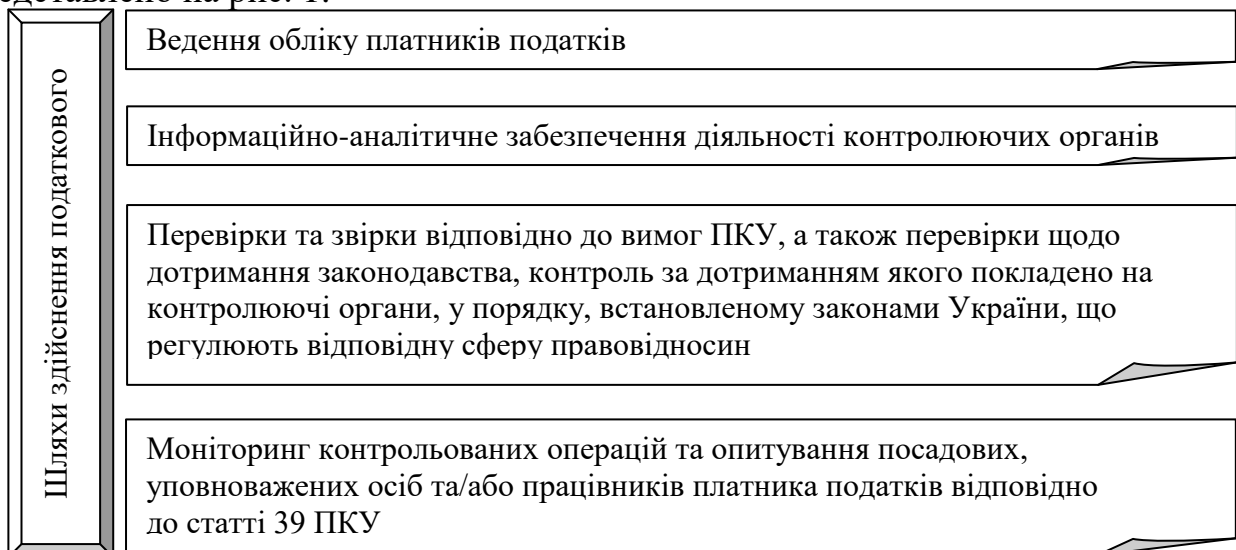 на рис. 1.
Шляхи здійснення податкового
Ведення обліку платників податків
Інформаційно-аналітичне забезпечення діяльності контролюючих органів
Перевірки та звірки відповідно до вимог ПКУ, а також перевірки щодо
дотримання законодавства, контроль за дотриманням якого покладено на
контролюючі органи, у порядку, встановленому законами України, що
регулюють відповідну сферу правовідносин
Моніторинг контрольованих операцій та опитування посадових,
уповноважених осіб та/або працівників платника податків відповідно
до статті 39 ПКУ